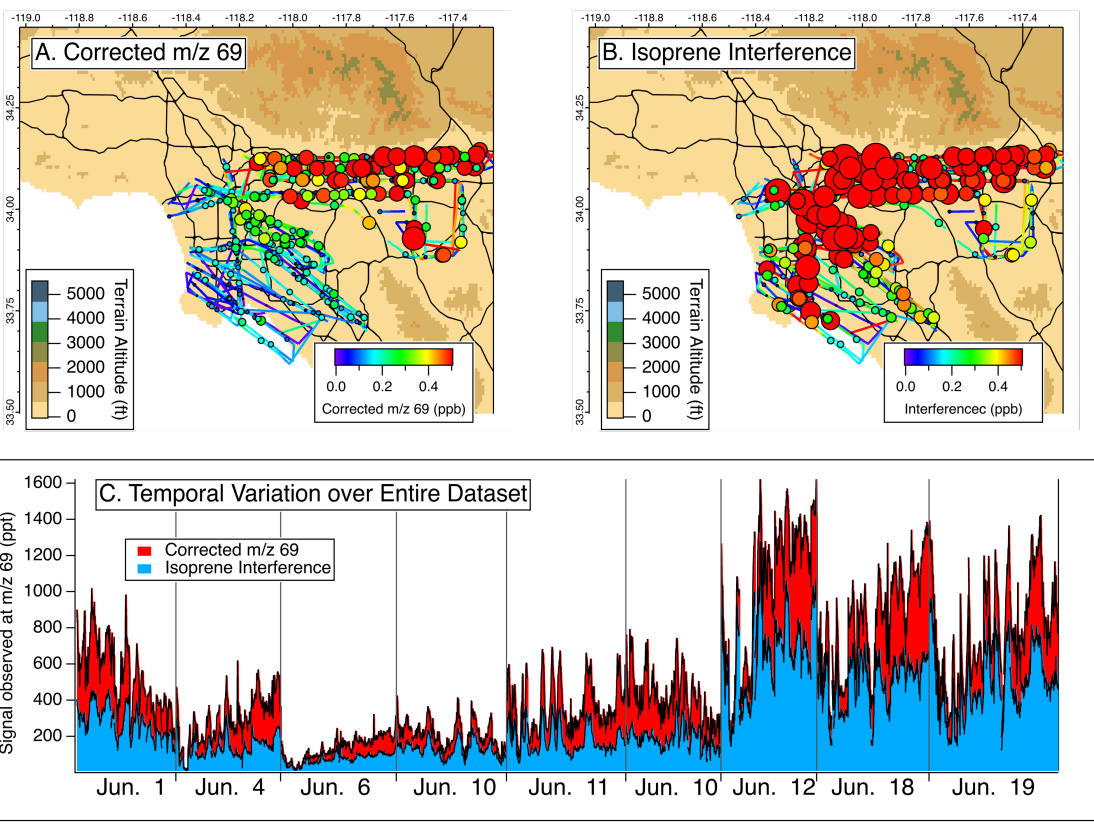 -119.0 -118.8 -118.6 -118.4 -118.2 -118.0 -117.8 -117.6 -117.4
A. Corrected m/z 69
34.25
34.00
33.75
33.50
5000
4000
3000
2000
1000
0
Terrain Altitude (ft)
0.0 0.2 0.4
Corrected m/z 69 (ppb)
-119.0 -118.8 -118.6 -118.4 -118.2 -118.0 -117.8 -117.6 -117.4
B. Isoprene Interference
34.25
34.00
33.75
33.50
5000
4000
3000
2000
1000
0
Terrain Altitude (ft)
0.0 0.2 0.4
Interferencec (ppb)
C. Temporal Variation over Entire Dataset
Corrected m/z 69
Isoprene Interference
Signal observed at m/z 69 (ppt)
1600
1400
1200
1000
800
600
400
200
Jun. 1 Jun. 4 Jun. 6 Jun. 10 Jun. 11 Jun. 10 Jun. 12 Jun. 18 Jun. 19